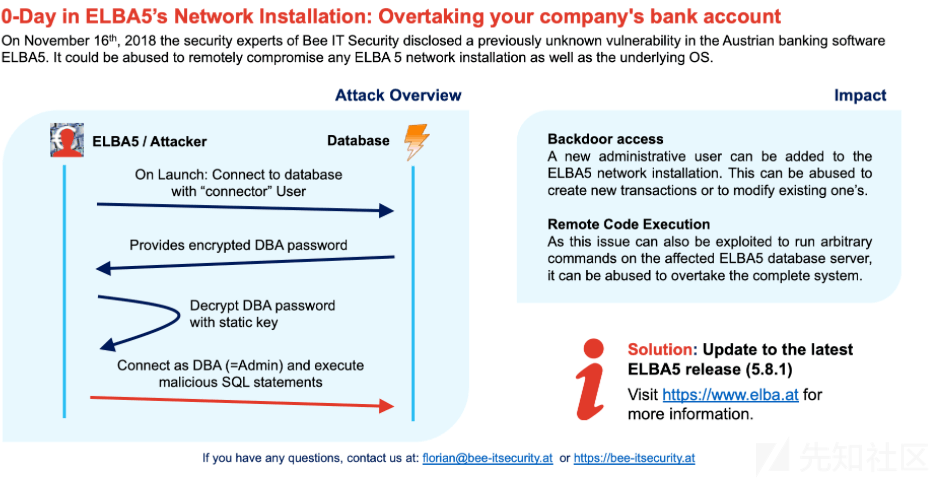 0-Day in ELBA5's Network Installation: Overtaking your company's bank account
On November 16th, 2018 the security experts of Bee IT Security disclosed a previously unknown vulnerability in the Austrian banking software
ELBA5. It could be abused to remotely compromise any ELBA 5 network installation as well as the underlying OS.
Attack Overview
ELBA5 / Attacker
Database
On Launch: Connect to database
with “connector” User
Provides encrypted DBA password
Decrypt DBA password
with static key
Connect as DBA (=Admin) and execute
malicious SQL statements
Impact
Backdoor access
A new administrative user can be added to the
ELBA5 network installation. This can be abused to
create new transactions or to modify existing one's.
Remote Code Execution
As this issue can also be exploited to run arbitrary
commands on the affected ELBA5 database server,
it can be abused to overtake the complete system.
Solution: Update to the latest
ELBA5 release (5.8.1)
Visit https://www.elba.at for
more information.
If you have any questions, contact us at: florian@bee-itsecurity.at or https://bee-itsecurity.at
先知社区